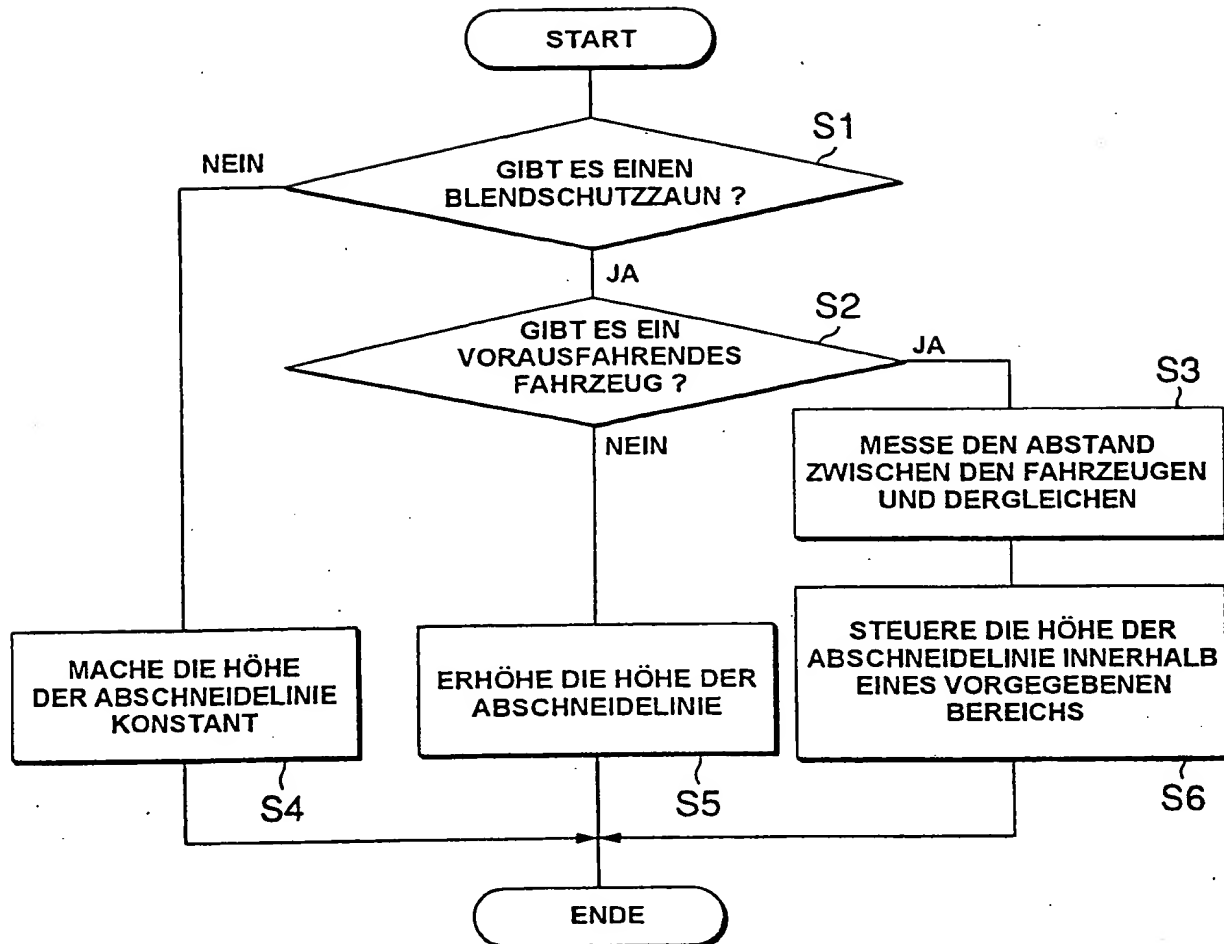 START
S1
NEIN
GIBT ES EINEN
BLENDSCHUTZZAUN ?
JA
S2
GIBT ES EIN
VORAUSFAHRENDES
FAHRZEUG ?
JA
NEIN
S3
MESSE DEN ABSTAND
ZWISCHEN DEN FAHRZEUGEN
UND DERGLEICHEN
MACHE DIE HÖHE
DER ABSCHNEIDELINIE
KONSTANT
S4
ERHÖHE DIE HÖHE DER
ABSCHNEIDELINIE
S5
STEUERE DIE HÖHE DER
ABSCHNEIDELINIE INNERHALB
EINES VORGEGEBENEN
BEREICHS
S6
ENDE